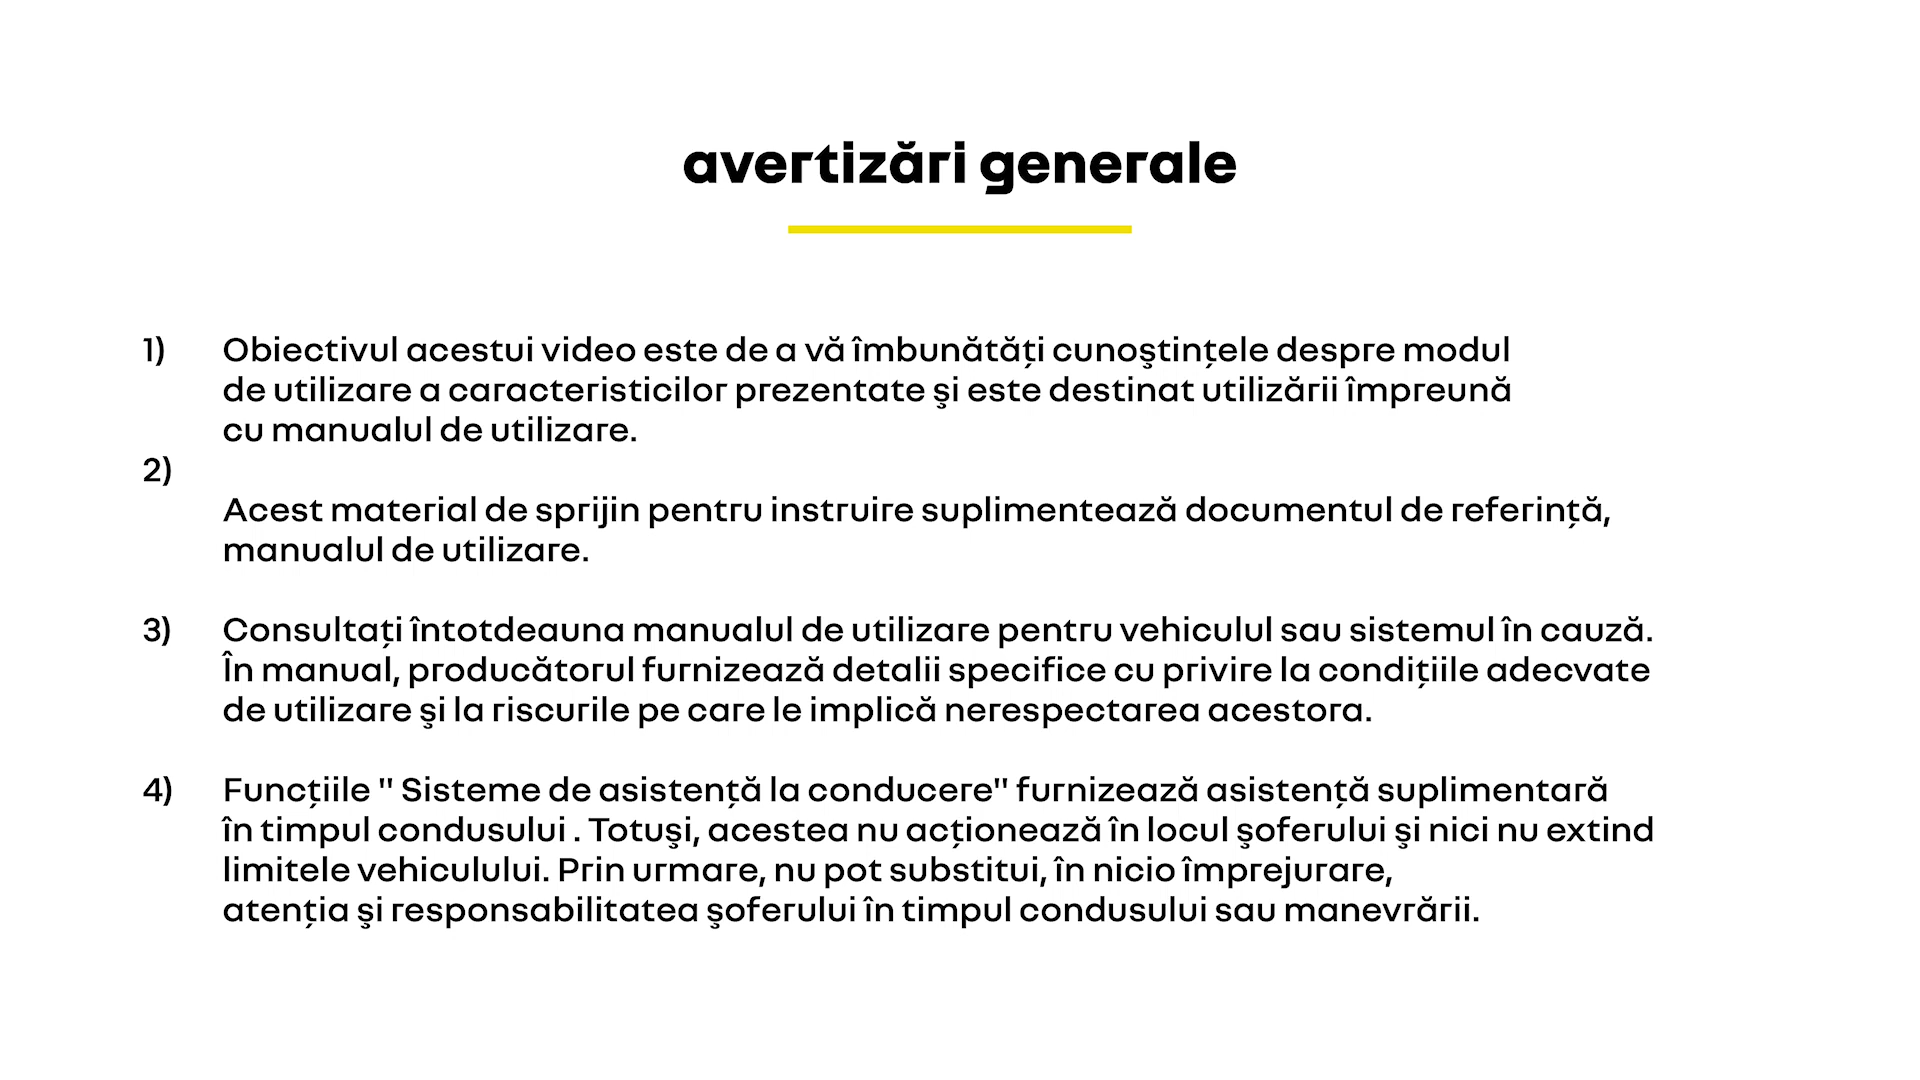 avertizări generale
1) Obiectivul acestui video este de a vă îmbunătăți cunoştințele despre modul
de utilizare a caracteristicilor prezentate şi este destinat utilizării împreună
cu manualul de utilizare.
2)
Acest material de sprijin pentru instruire suplimentează documentul de referință,
manualul de utilizare.
3) Consultați întotdeauna manualul de utilizare pentru vehiculul sau sistemul în cauză.
În manual, producătorul furnizează detalii specifice cu privire la condițiile adecvate
de utilizare şi la riscurile pe care le implică nerespectarea acestora.
4) Funcțiile " Sisteme de asistență la conducere" furnizează asistență suplimentară
în timpul condusului . Totuşi, acestea nu acționează în locul şoferului şi nici nu extind
limitele vehiculului. Prin urmare, nu pot substitui, în nicio împrejurare,
atenția şi responsabilitatea şoferului în timpul condusului sau manevrării.